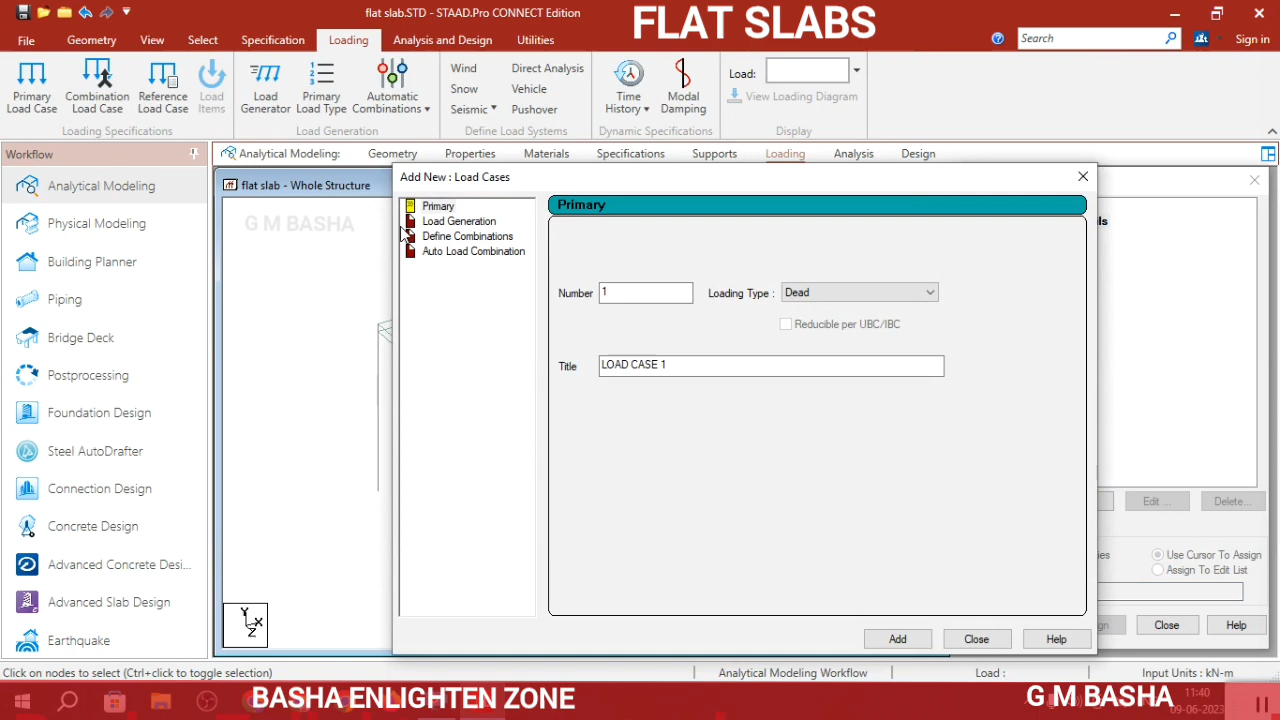 flat slab.STD - STAAD.Pro CONNECT Edition
FLAT SLABS
File
Geometry
View
Select
Specification
Loading
Analysis and Design
Utilities
Search
Sign in
Primary
Load Case
Combination
Load Case
Reference
Load Case
Load
Items
Load
Generator
Primary
Load Type
Automatic
Combinations
Wind
Snow
Seismic
Direct Analysis
Vehicle
Pushover
Time
History
Modal
Damping
Load:
View Loading Diagram
Loading Specifications
Load Generation
Define Load Systems
Dynamic Specifications
Display
Workflow
Analytical Modeling:
Geometry
Properties
Materials
Specifications
Supports
Loading
Analysis
Design
Analytical Modeling
Physical Modeling
Building Planner
Piping
Bridge Deck
Postprocessing
Foundation Design
Steel AutoDrafter
Connection Design
Concrete Design
Advanced Concrete Desi...
Advanced Slab Design
Earthquake
flat slab - Whole Structure
G M BASHA
Y
X
Z
Add New : Load Cases
Primary
Load Generation
Define Combinations
Auto Load Combination
Primary
Number
1
Loading Type :
Dead
Reducible per UBC/IBC
Title
LOAD CASE 1
Add
Close
Help
Edit ...
Delete...
Use Cursor To Assign
Assign To Edit List
Close
Help
Click on nodes to select (Ctrl+click to toggle selection)
Analytical Modeling Workflow
Load :
Input Units : kN-m
BASHA ENLIGHTEN ZONE
G M BASHA
11:40
09-06-2023